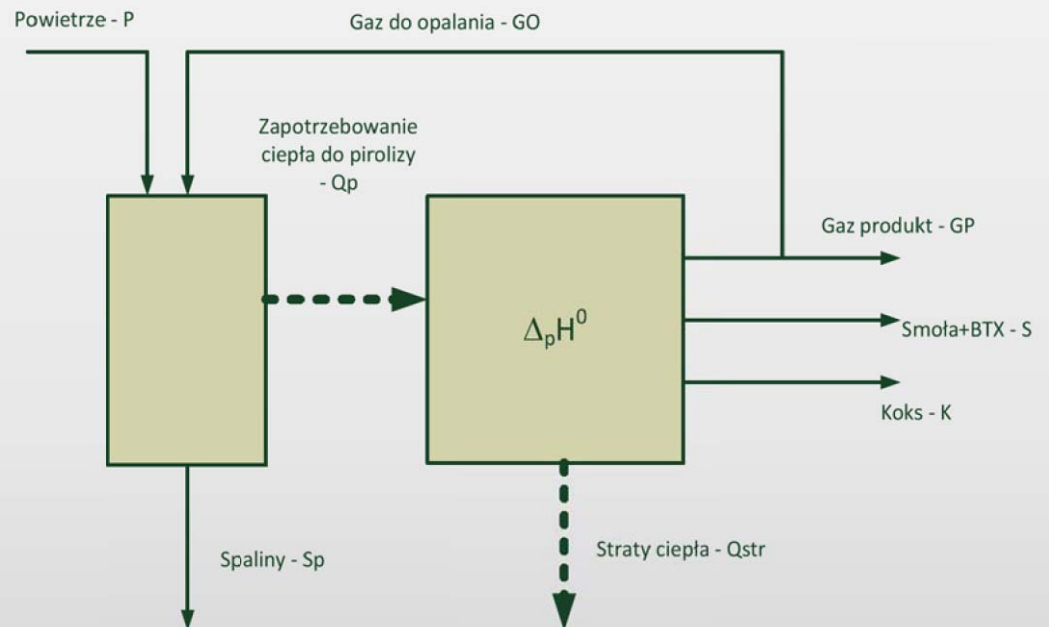 Powietrze - P
Gaz do opalania - GO
Zapotrzebowanie
ciepła do pirolizy
- Qp
Gaz produkt - GP
ΔpH⁰
Smoła+BTX - S
Koks - K
Spaliny - Sp
Straty ciepła - Qstr